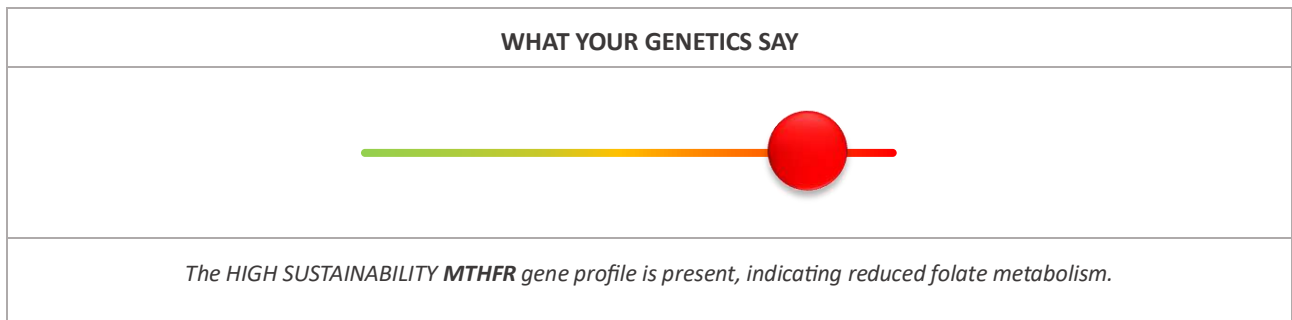 WHAT YOUR GENETICS SAY
The HIGH SUSTAINABILITY MTHFR gene profile is present, indicating reduced folate metabolism.